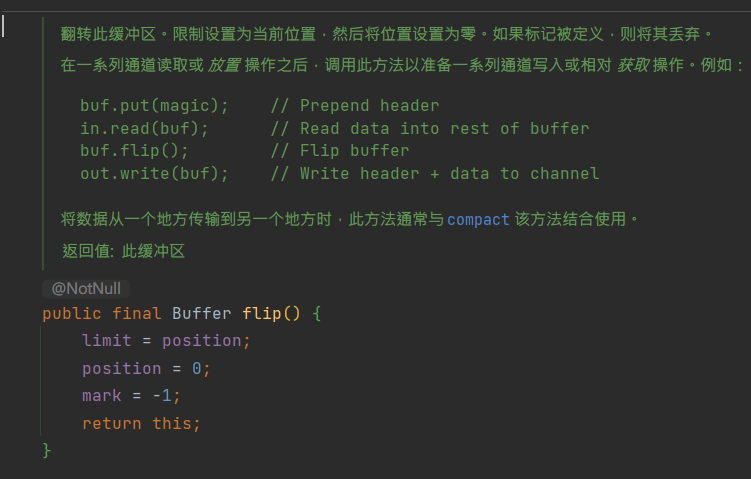 翻转此缓冲区。限制设置为当前位置，然后将位置设置为零。如果标记被定义，则将其丢弃。
在一系列通道读取或 放置 操作之后，调用此方法以准备一系列通道写入或相对 获取 操作。例如：
buf.put(magic);    // Prepend header
in.read(buf);      // Read data into rest of buffer
buf.flip();        // Flip buffer
out.write(buf);    // Write header + data to channel
将数据从一个地方传输到另一个地方时，此方法通常与 compact 该方法结合使用。
返回值: 此缓冲区
@NotNull
public final Buffer flip() {
    limit = position;
    position = 0;
    mark = -1;
    return this;
}